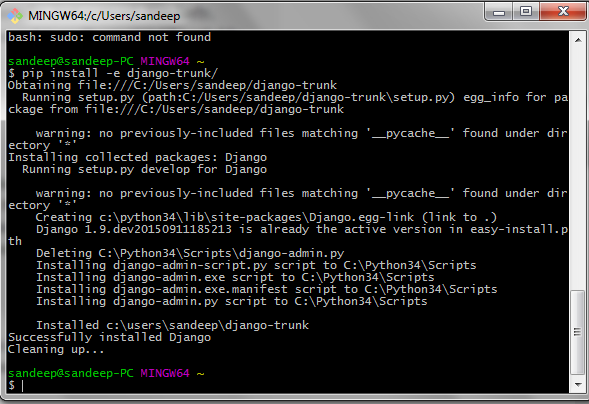 MINGW64:/c/Users/sandeep
bash: sudo: command not found
sandeep@sandeep-PC MINGW64 ~
$ pip install -e django-trunk/
Obtaining file:///C:/Users/sandeep/django-trunk
  Running setup.py (path:C:/Users/sandeep/django-trunk\setup.py) egg_info for pa
ckage from file:///C:/Users/sandeep/django-trunk
    warning: no previously-included files matching '__pycache__' found under dir
ectory '*'
Installing collected packages: Django
  Running setup.py develop for Django
    warning: no previously-included files matching '__pycache__' found under dir
ectory '*'
    Creating c:\python34\lib\site-packages\Django.egg-link (link to .)
    Django 1.9.dev20150911185213 is already the active version in easy-install.p
th
    Deleting C:\Python34\Scripts\django-admin.py
    Installing django-admin-script.py script to C:\Python34\Scripts
    Installing django-admin.exe script to C:\Python34\Scripts
    Installing django-admin.exe.manifest script to C:\Python34\Scripts
    Installing django-admin.py script to C:\Python34\Scripts
    Installed c:\users\sandeep\django-trunk
Successfully installed Django
Cleaning up...
sandeep@sandeep-PC MINGW64 ~
$